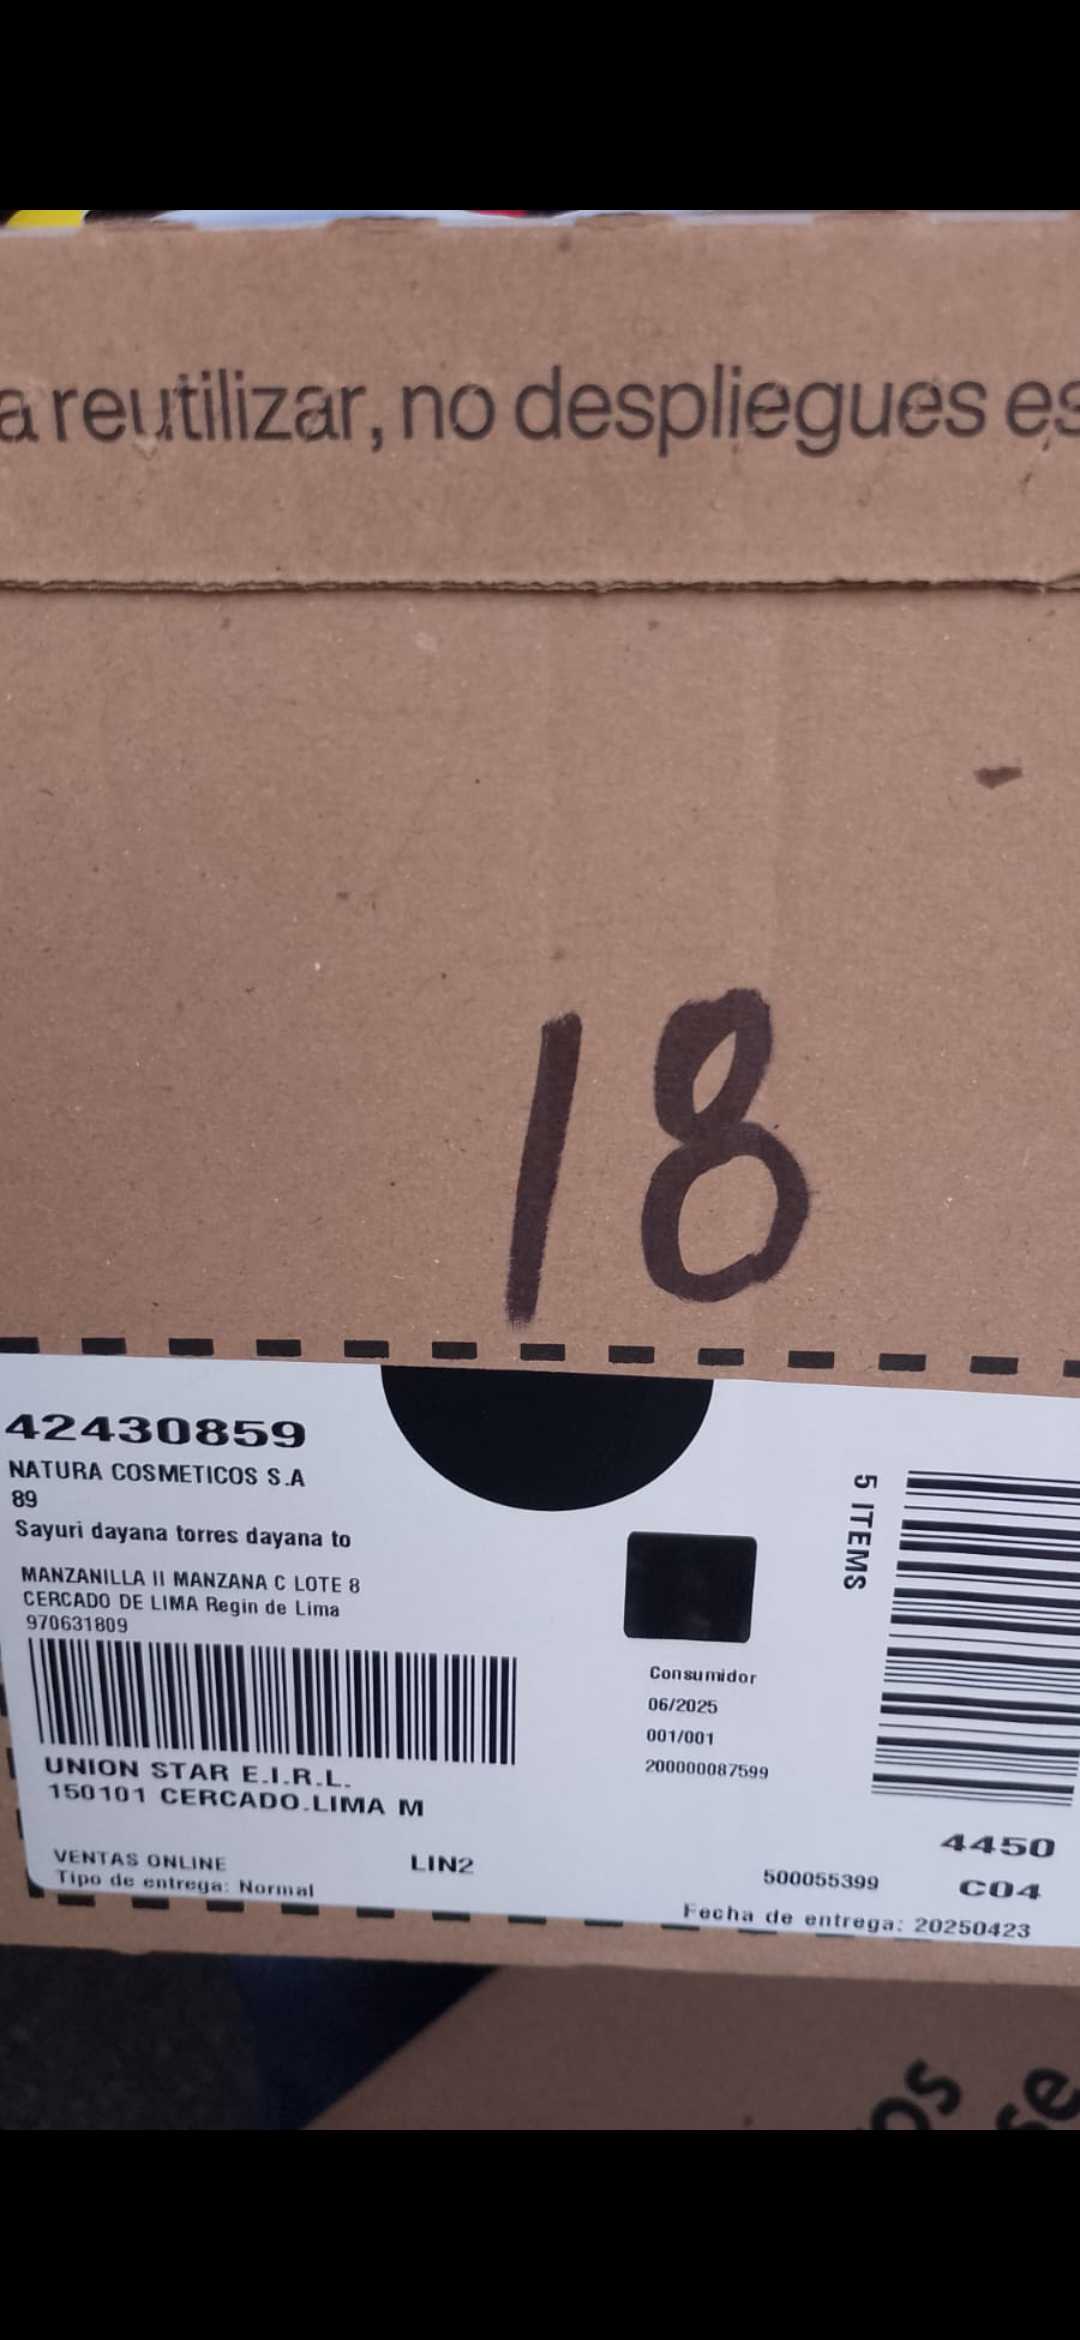 a reutilizar, no despliegues es
18
42430859
NATURA COSMETICOS S.A
89
Sayuri dayana torres dayana to
MANZANILLA II MANZANA C LOTE 8
CERCADO DE LIMA Regin de Lima
970631809
UNION STAR E.I.R.L.
150101 CERCADO.LIMA M
VENTAS ONLINE
LIN2
Tipo de entrega: Normal
5 ITEMS
Consumidor
06/2025
001/001
200000087599
4450
500055399
C04
Fecha de entrega: 20250423
os
se